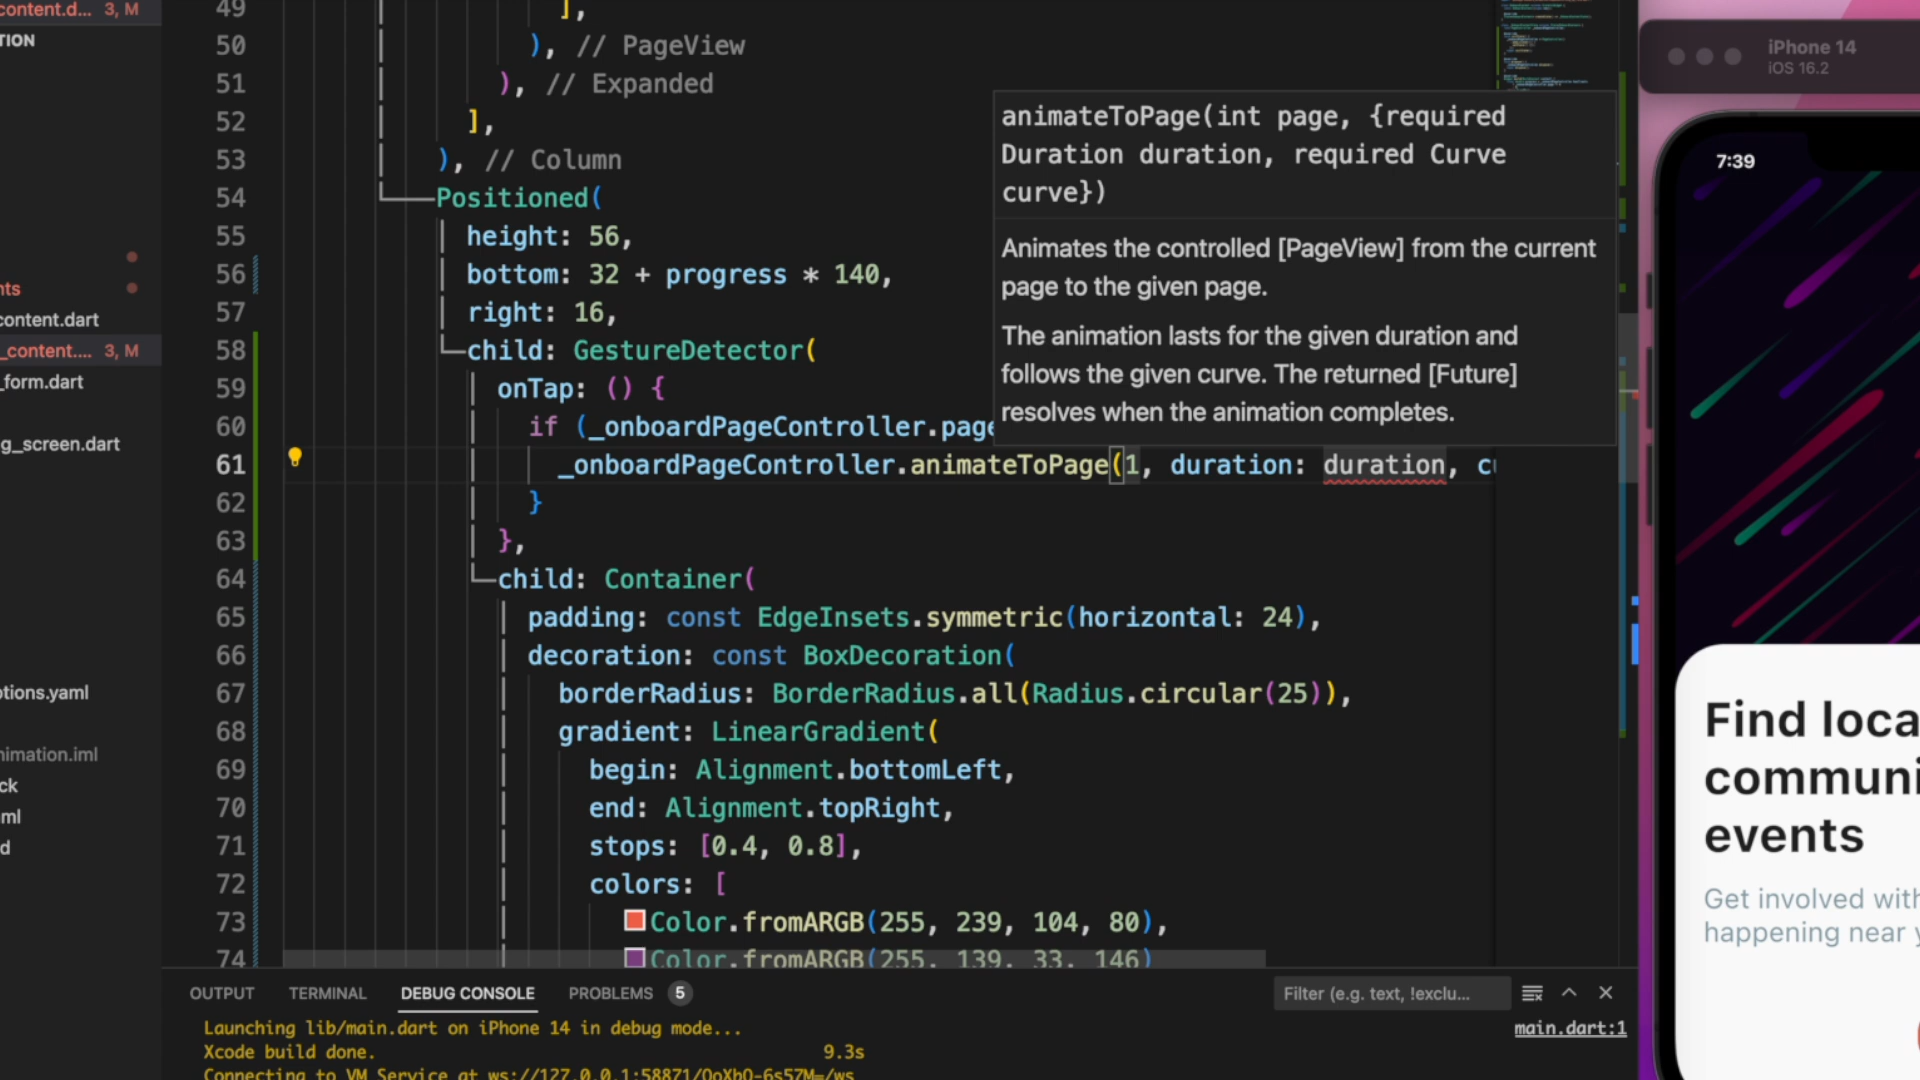 content.d... 3, M
TION
nts
content.dart
_content.... 3, M
_form.dart
g_screen.dart
otions.yaml
nimation.iml
ck
ml
d
49 ],
50 ), // PageView
51 ), // Expanded
52 ],
53 ), // Column
54 Positioned(
55 height: 56,
56 bottom: 32 + progress * 140,
57 right: 16,
58 child: GestureDetector(
59 onTap: () {
60 if (_onboardPageController.page
61 _onboardPageController.animateToPage(1, duration: duration, cu
62 }
63 },
64 child: Container(
65 padding: const EdgeInsets.symmetric(horizontal: 24),
66 decoration: const BoxDecoration(
67 borderRadius: BorderRadius.all(Radius.circular(25)),
68 gradient: LinearGradient(
69 begin: Alignment.bottomLeft,
70 end: Alignment.topRight,
71 stops: [0.4, 0.8],
72 colors: [
73 Color.fromARGB(255, 239, 104, 80),
74 Color.fromARGB(255, 139, 33, 146)
animateToPage(int page, {required
Duration duration, required Curve
curve})
Animates the controlled [PageView] from the current
page to the given page.
The animation lasts for the given duration and
follows the given curve. The returned [Future]
resolves when the animation completes.
OUTPUT TERMINAL DEBUG CONSOLE PROBLEMS 5
Filter (e.g. text, !exclu...
Launching lib/main.dart on iPhone 14 in debug mode...
main.dart:1
Xcode build done. 9.3s
Connecting to VM Service at
iPhone 14
iOS 16.2
7:39
Find loca
communi
events
Get involved with
happening near y